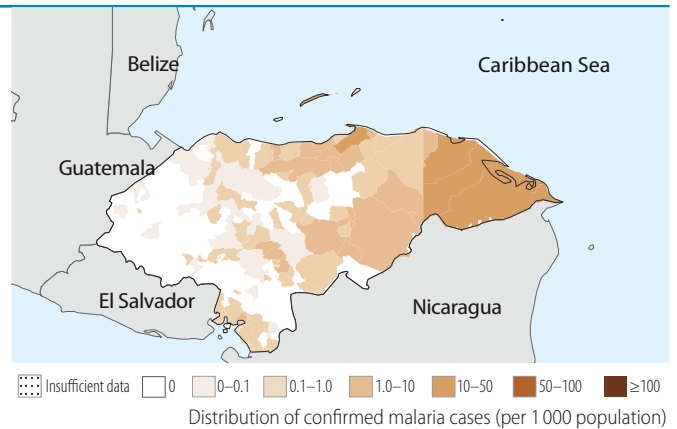 Belize
Caribbean Sea
Guatemala
El Salvador
Nicaragua
Insufficient data 0 0–0.1 0.1–1.0 1.0–10 10–50 50–100 ≥100
Distribution of confirmed malaria cases (per 1 000 population)